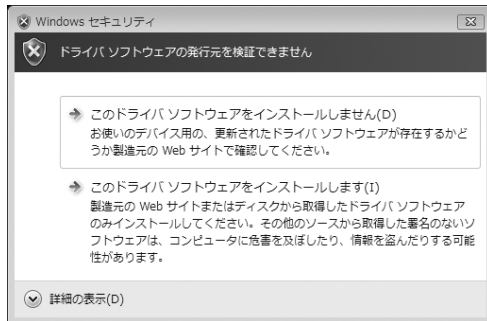 Windows セキュリティ
ドライバ ソフトウェアの発行元を検証できません
このドライバ ソフトウェアをインストールしません(D)
お使いのデバイス用の、更新されたドライバ ソフトウェアが存在するかど
うか製造元の Web サイトで確認してください。
このドライバ ソフトウェアをインストールします(I)
製造元の Web サイトまたはディスクから取得したドライバ ソフトウェア
のみインストールしてください。その他のソースから取得した署名のないソ
フトウェアは、コンピュータに危害を及ぼしたり、情報を盗んだりする可能
性があります。
詳細の表示(D)